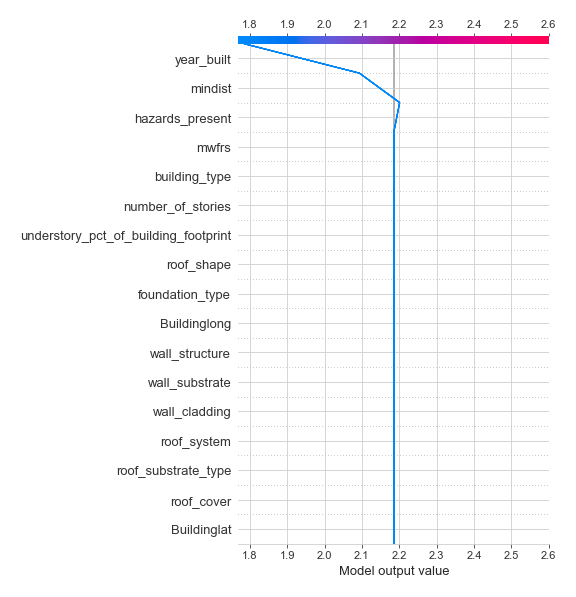 1.8 1.9 2.0 2.1 2.2 2.3 2.4 2.5 2.6
year_built
mindist
hazards_present
mwfrs
building_type
number_of_stories
understory_pct_of_building_footprint
roof_shape
foundation_type
Buildinglong
wall_structure
wall_substrate
wall_cladding
roof_system
roof_substrate_type
roof_cover
Buildinglat
1.8 1.9 2.0 2.1 2.2 2.3 2.4 2.5 2.6
Model output value